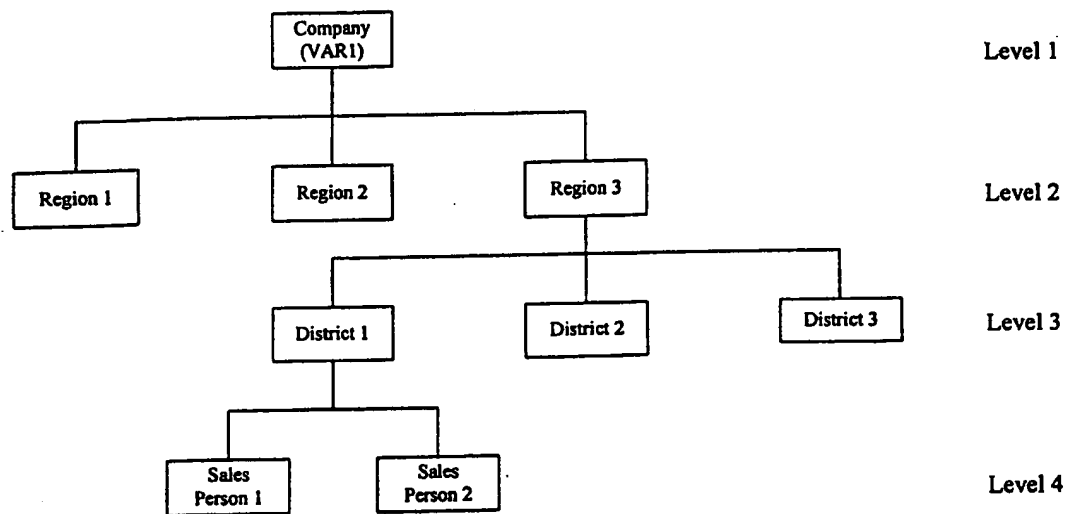 Company
(VAR1)
Level 1
Region 1
Region 2
Region 3
Level 2
District 1
District 2
District 3
Level 3
Sales
Person 1
Sales
Person 2
Level 4